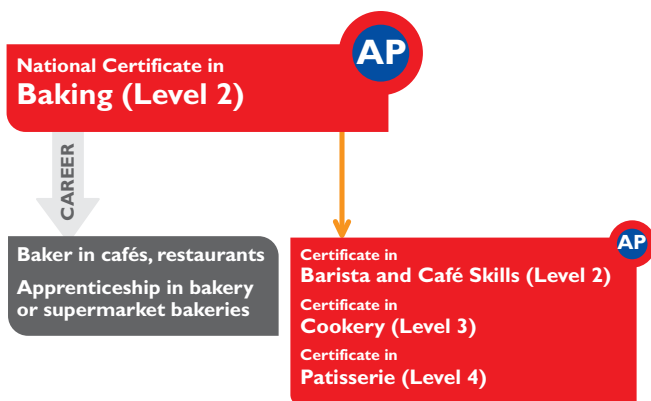 AP
National Certificate in
Baking (Level 2)
CAREER
Baker in cafés, restaurants
Apprenticeship in bakery
or supermarket bakeries
AP
Certificate in
Barista and Café Skills (Level 2)
Certificate in
Cookery (Level 3)
Certificate in
Patisserie (Level 4)